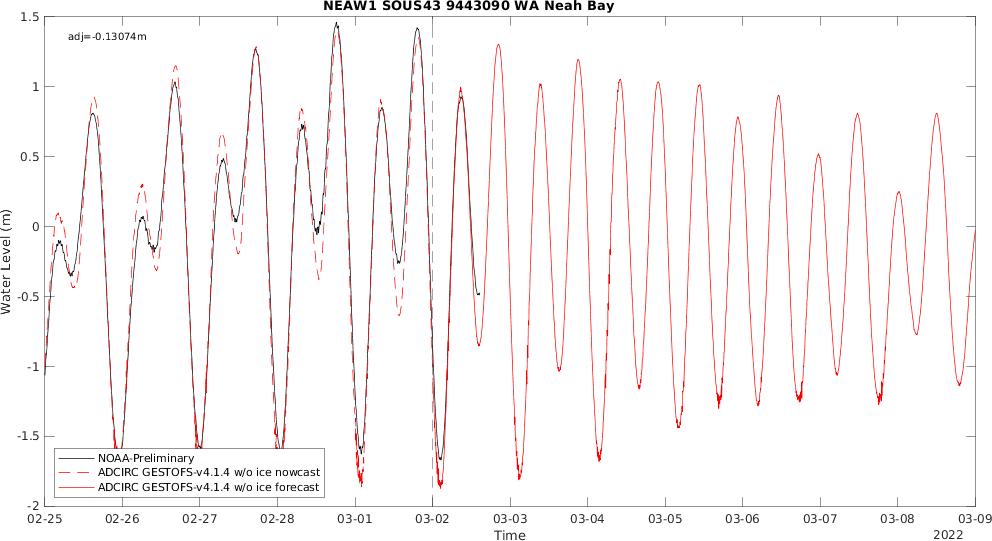 NEAW1 SOUS43 9443090 WA Neah Bay
adj=-0.13074m
1.5
1
0.5
0
-0.5
-1
-1.5
-2
Water Level (m)
NOAA-Preliminary
ADCIRC GESTOFS-v4.1.4 w/o ice nowcast
ADCIRC GESTOFS-v4.1.4 w/o ice forecast
02-25 02-26 02-27 02-28 03-01 03-02 03-03 03-04 03-05 03-06 03-07 03-08 03-09
Time
2022